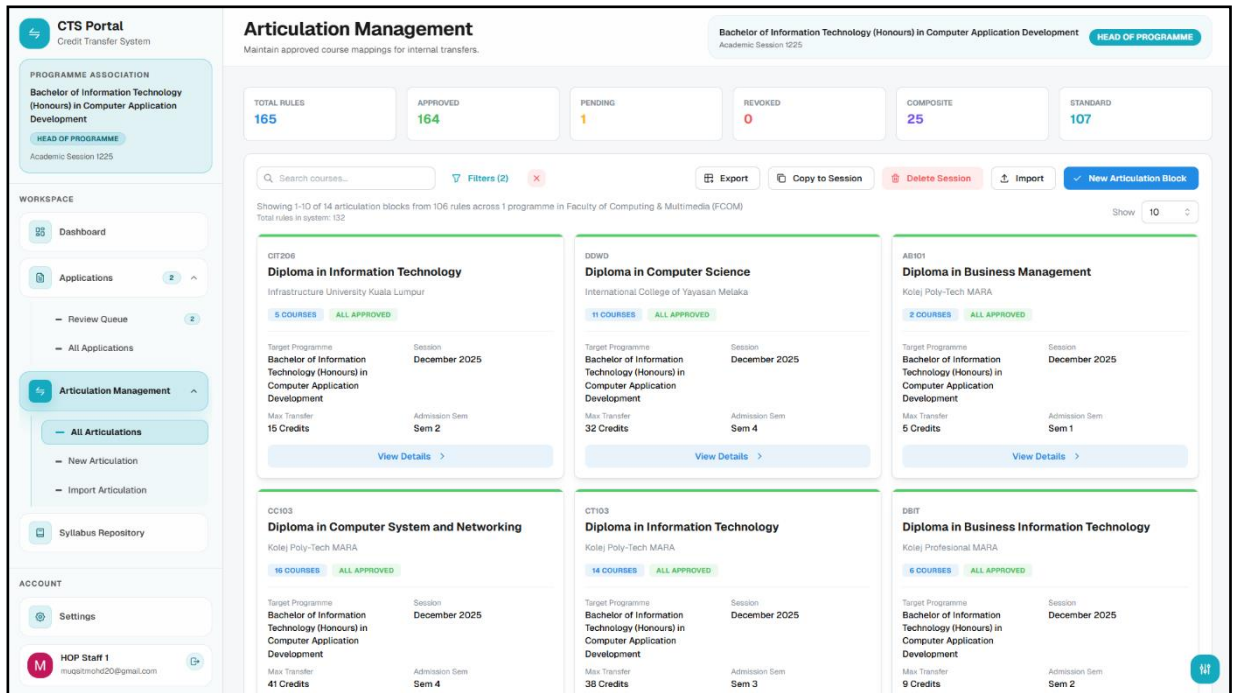 CTS Portal
Credit Transfer System
PROGRAMME ASSOCIATION
Bachelor of Information Technology
(Honours) in Computer Application
Development
HEAD OF PROGRAMME
Academic Session 1225
WORKSPACE
Dashboard
Applications 2
Review Queue 2
All Applications
Articulation Management
All Articulations
New Articulation
Import Articulation
Syllabus Repository
ACCOUNT
Settings
M
HOP Staff 1
muqsitmohd20@gmail.com
Articulation Management
Maintain approved course mappings for internal transfers.
Bachelor of Information Technology (Honours) in Computer Application Development
Academic Session 1225
HEAD OF PROGRAMME
TOTAL RULES
165
APPROVED
164
PENDING
1
REVOKED
0
COMPOSITE
25
STANDARD
107
Search courses...
Filters (2)
Export
Copy to Session
Delete Session
Import
New Articulation Block
Showing 1-10 of 14 articulation blocks from 106 rules across 1 programme in Faculty of Computing & Multimedia (FCOM)
Total rules in system: 132
Show 10
CIT206
Diploma in Information Technology
Infrastructure University Kuala Lumpur
5 COURSES ALL APPROVED
Target Programme
Bachelor of Information
Technology (Honours) in
Computer Application
Development
Session
December 2025
Max Transfer
15 Credits
Admission Sem
Sem 2
View Details
DDWD
Diploma in Computer Science
International College of Yayasan Melaka
11 COURSES ALL APPROVED
Target Programme
Bachelor of Information
Technology (Honours) in
Computer Application
Development
Session
December 2025
Max Transfer
32 Credits
Admission Sem
Sem 4
View Details
AB101
Diploma in Business Management
Kolej Poly-Tech MARA
2 COURSES ALL APPROVED
Target Programme
Bachelor of Information
Technology (Honours) in
Computer Application
Development
Session
December 2025
Max Transfer
5 Credits
Admission Sem
Sem 1
View Details
CC103
Diploma in Computer System and Networking
Kolej Poly-Tech MARA
16 COURSES ALL APPROVED
Target Programme
Bachelor of Information
Technology (Honours) in
Computer Application
Development
Session
December 2025
Max Transfer
41 Credits
Admission Sem
Sem 4
CT103
Diploma in Information Technology
Kolej Poly-Tech MARA
14 COURSES ALL APPROVED
Target Programme
Bachelor of Information
Technology (Honours) in
Computer Application
Development
Session
December 2025
Max Transfer
38 Credits
Admission Sem
Sem 3
DBIT
Diploma in Business Information Technology
Kolej Profesional MARA
6 COURSES ALL APPROVED
Target Programme
Bachelor of Information
Technology (Honours) in
Computer Application
Development
Session
December 2025
Max Transfer
9 Credits
Admission Sem
Sem 2